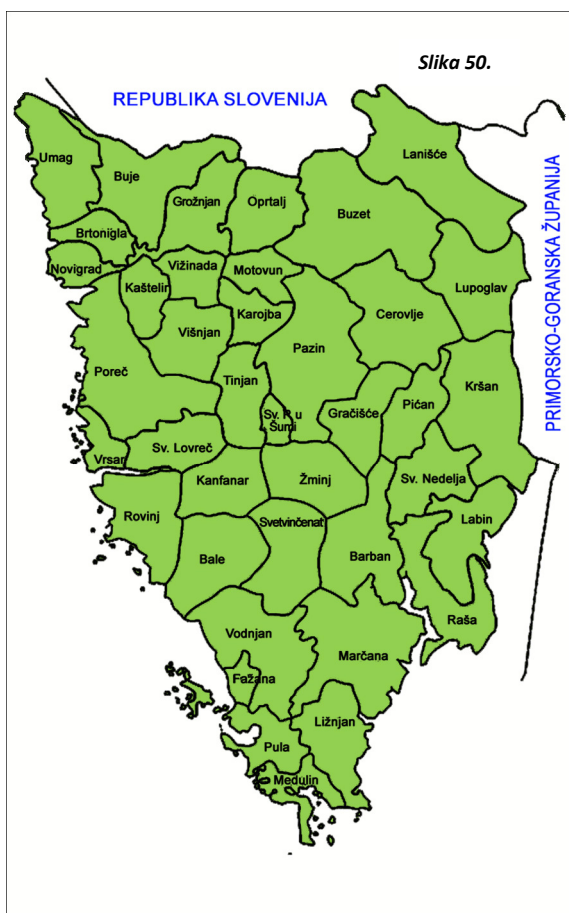 Slika 50.
REPUBLIKA SLOVENIJA
PRIMORSKO-GORANSKA ŽUPANIJA
Lanišće
Umag
Buje
Grožnjan
Oprtalj
Buzet
Brtonigla
Novigrad
Vižinada
Motovun
Kaštelir
Lupoglav
Karojba
Cerovlje
Višnjan
Pazin
Poreč
Tinjan
Kršan
Sv. P. u
Šumi
Gračišće
Pićan
Vrsar
Sv. Lovreč
Kanfanar
Žminj
Sv. Nedelja
Rovinj
Svetvinčenat
Labin
Bale
Barban
Raša
Vodnjan
Marčana
Fažana
Ližnjan
Pula
Medulin